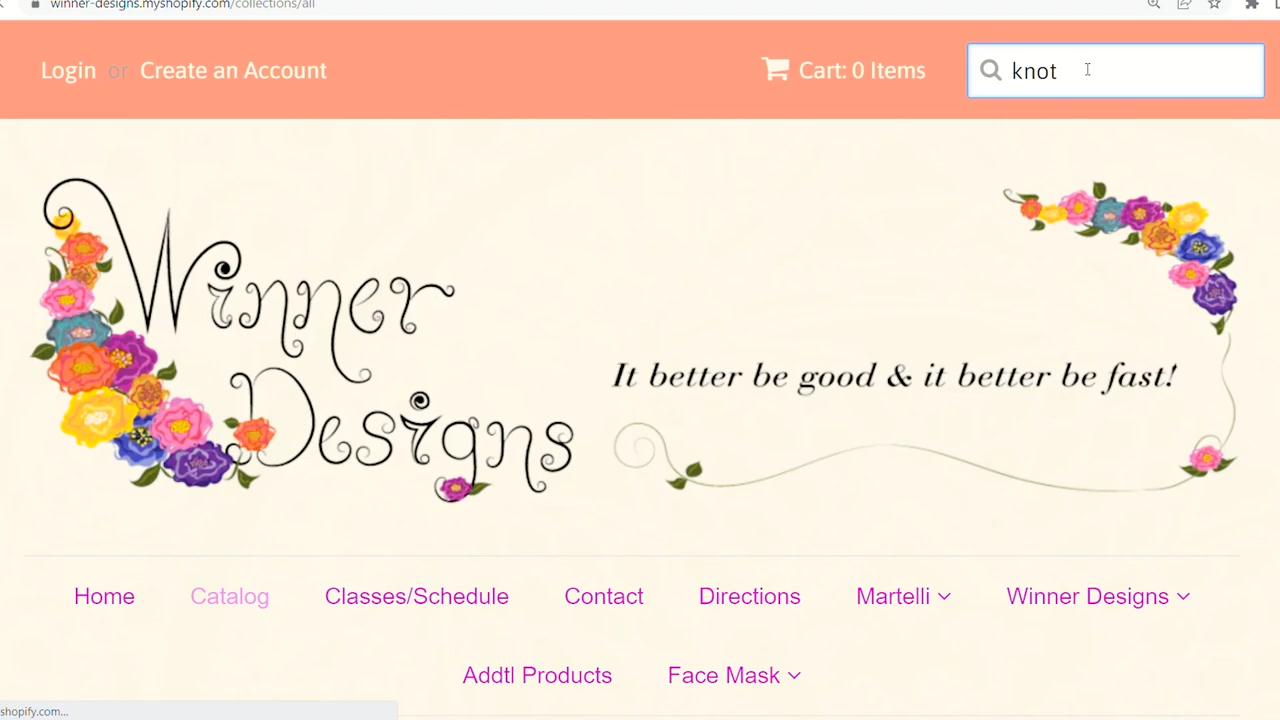 winner-designs.myshopify.com/collections/all
Login or Create an Account
Cart: 0 Items
knot
Winner
Designs
It better be good & it better be fast!
Home
Catalog
Classes/Schedule
Contact
Directions
Martelli
Winner Designs
Addtl Products
Face Mask
shopify.com...